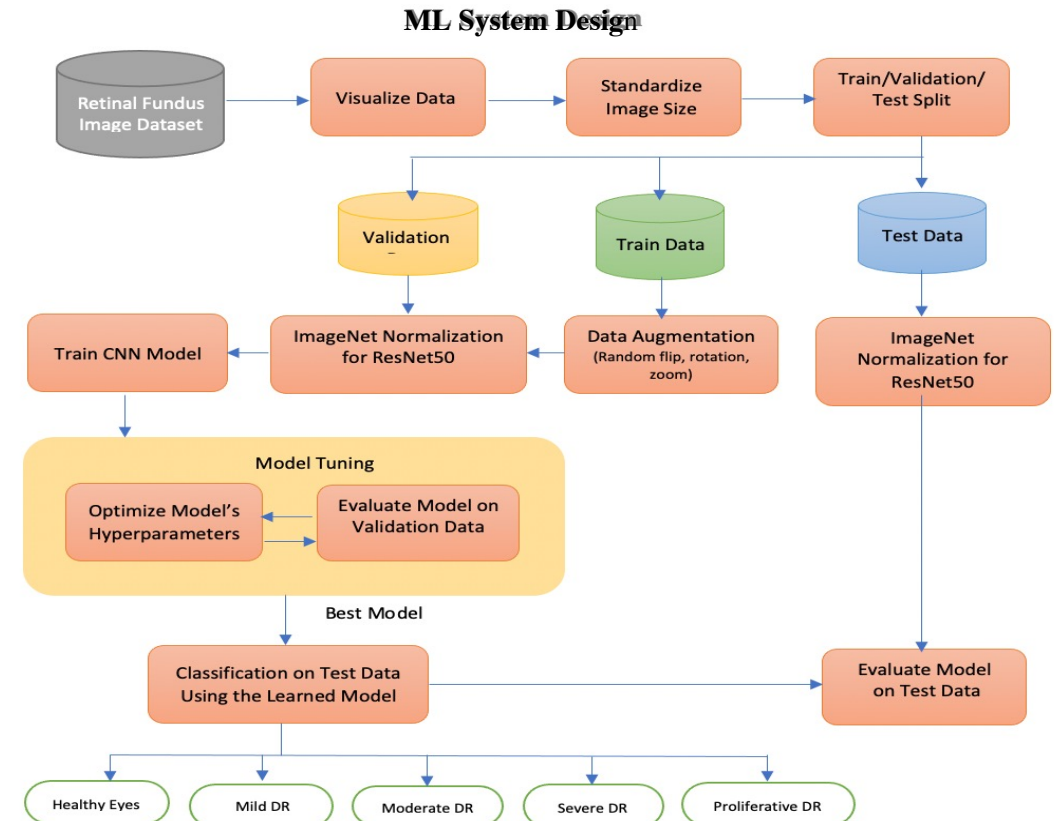 ML System Design
Retinal Fundus
Image Dataset
Visualize Data
Standardize
Image Size
Train/Validation/
Test Split
Validation
Train Data
Test Data
Train CNN Model
ImageNet Normalization
for ResNet50
Data Augmentation
(Random flip, rotation,
zoom)
ImageNet
Normalization for
ResNet50
Model Tuning
Optimize Model’s
Hyperparameters
Evaluate Model on
Validation Data
Best Model
Classification on Test Data
Using the Learned Model
Evaluate Model
on Test Data
Healthy Eyes
Mild DR
Moderate DR
Severe DR
Proliferative DR